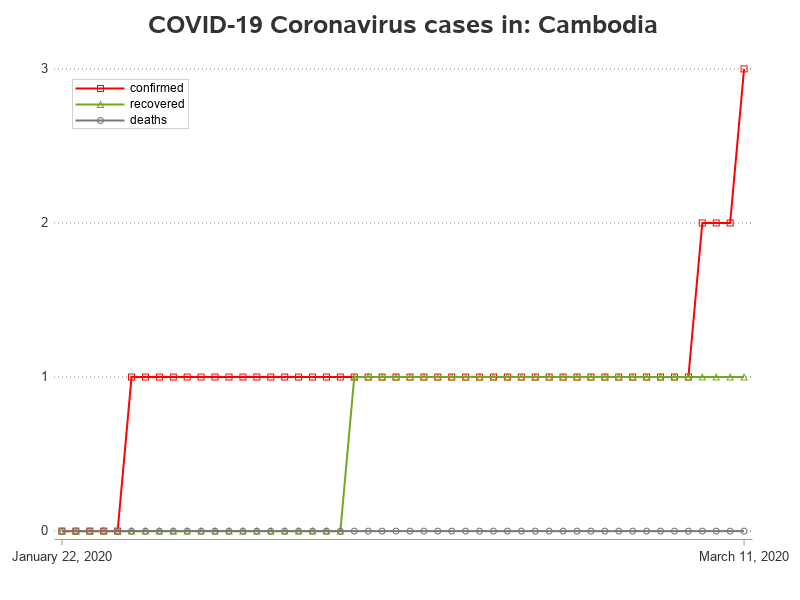 COVID-19 Coronavirus cases in: Cambodia
3
confirmed
recovered
deaths
2
1
0
January 22, 2020
March 11, 2020